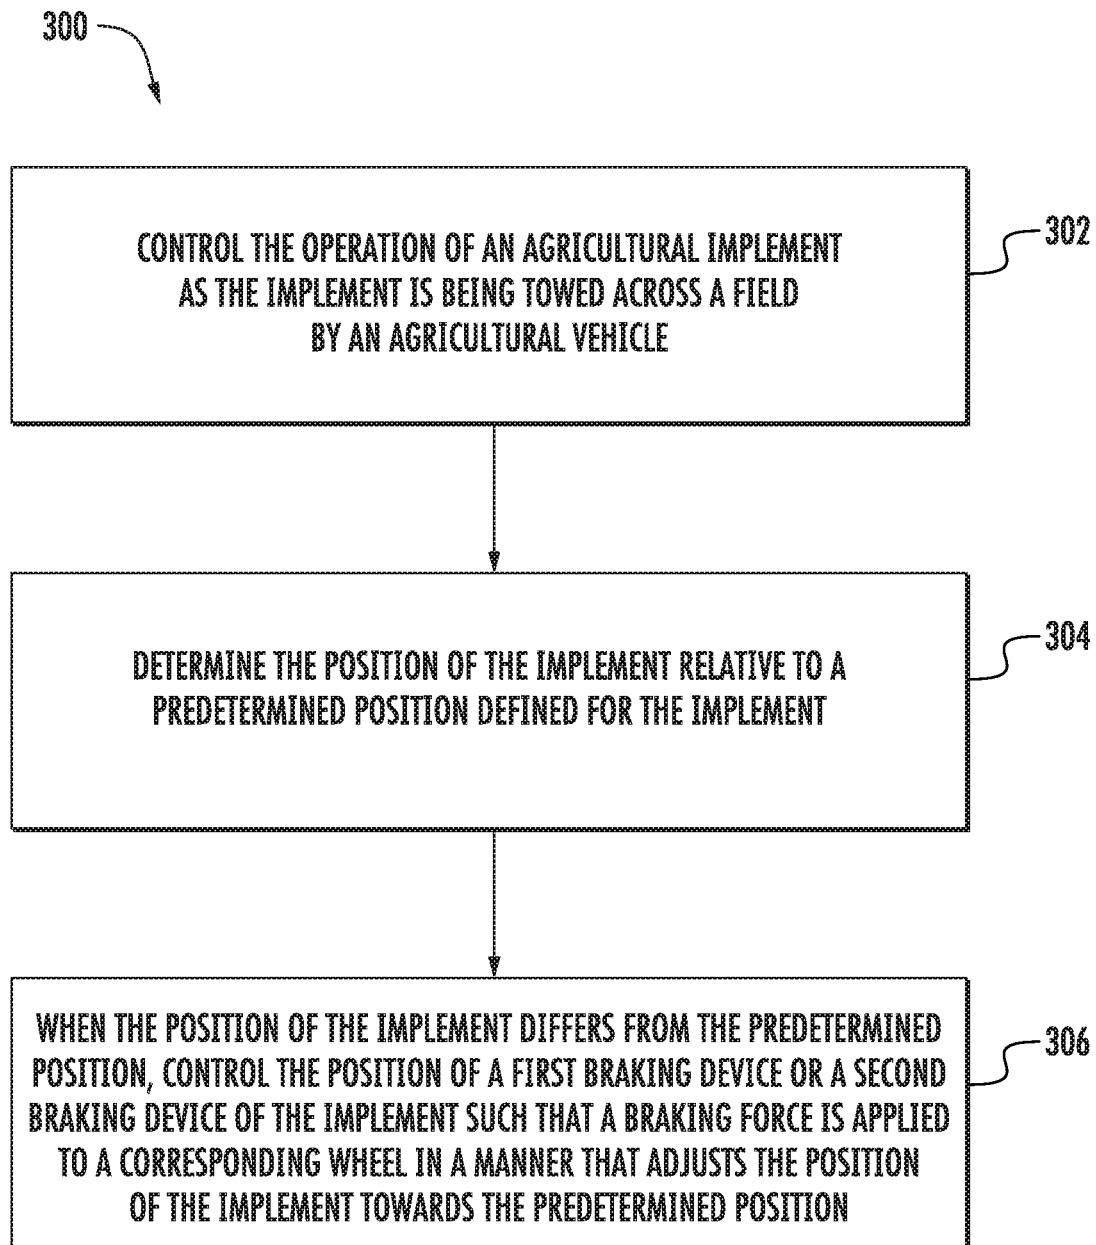 300
CONTROL THE OPERATION OF AN AGRICULTURAL IMPLEMENT
AS THE IMPLEMENT IS BEING TOWED ACROSS A FIELD
BY AN AGRICULTURAL VEHICLE
302
DETERMINE THE POSITION OF THE IMPLEMENT RELATIVE TO A
PREDETERMINED POSITION DEFINED FOR THE IMPLEMENT
304
WHEN THE POSITION OF THE IMPLEMENT DIFFERS FROM THE PREDETERMINED
POSITION, CONTROL THE POSITION OF A FIRST BRAKING DEVICE OR A SECOND
BRAKING DEVICE OF THE IMPLEMENT SUCH THAT A BRAKING FORCE IS APPLIED
TO A CORRESPONDING WHEEL IN A MANNER THAT ADJUSTS THE POSITION
OF THE IMPLEMENT TOWARDS THE PREDETERMINED POSITION
306